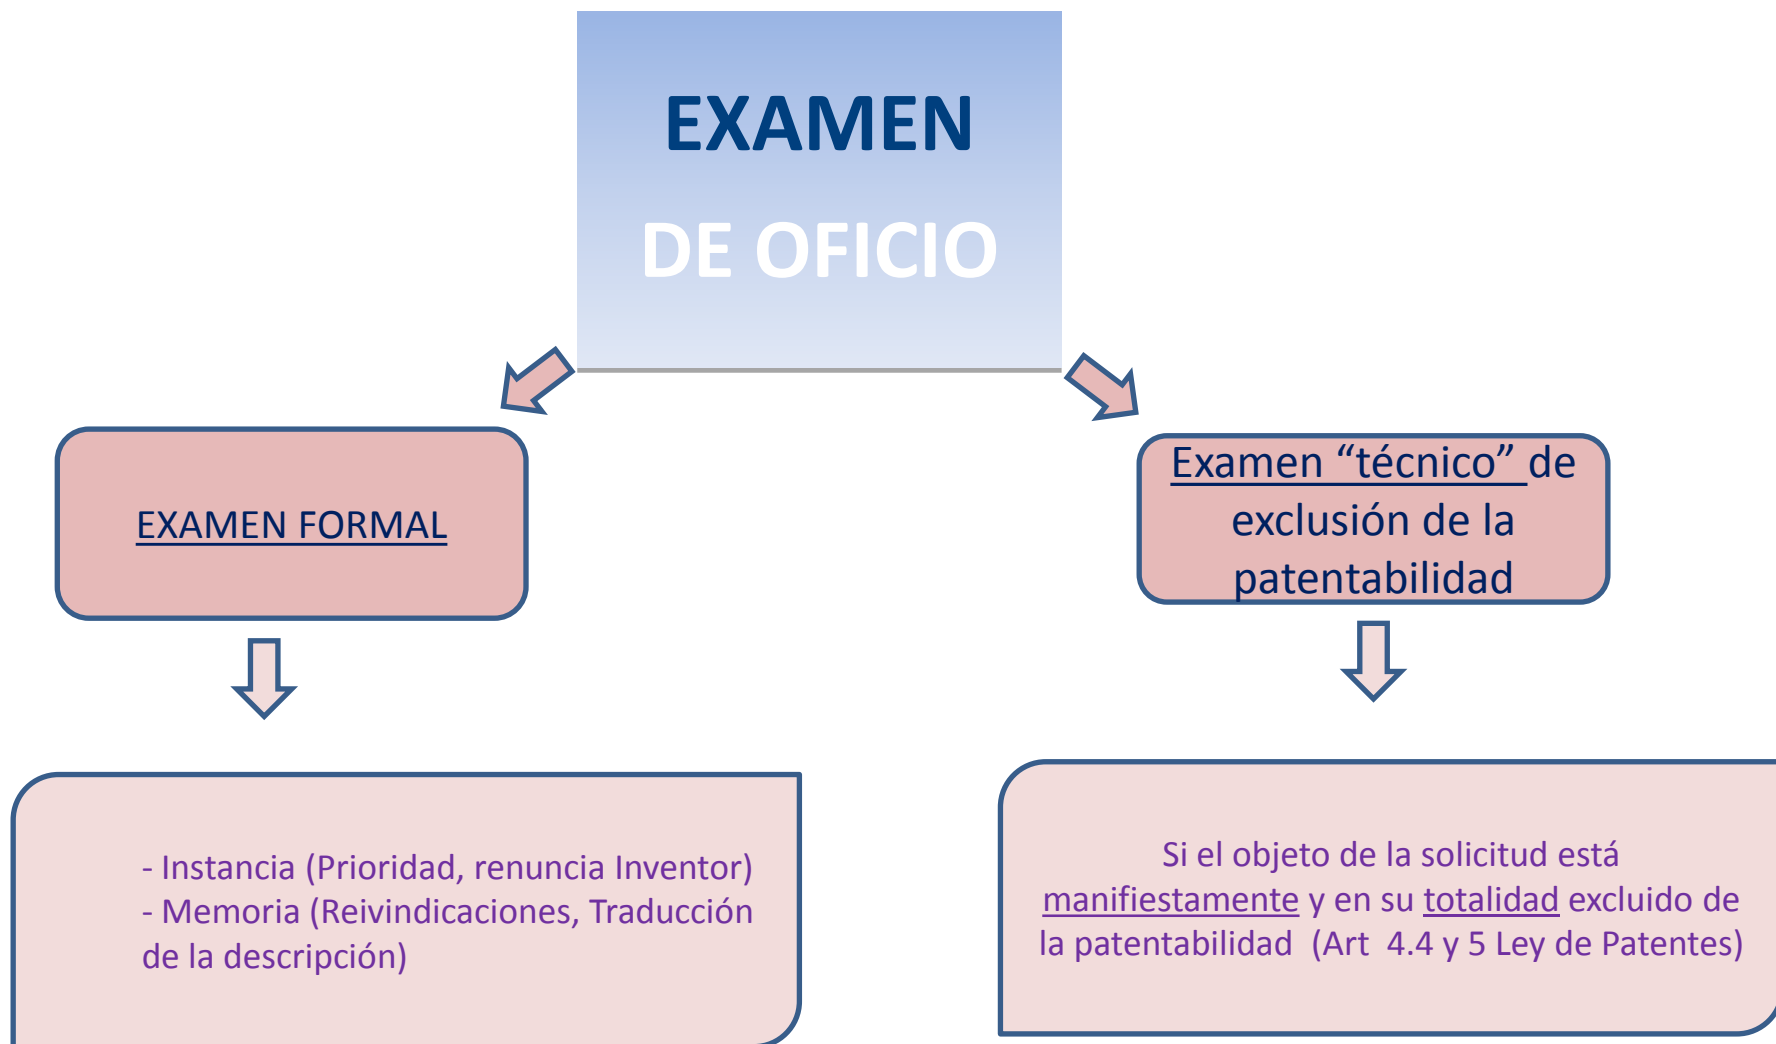 EXAMEN
DE OFICIO
EXAMEN FORMAL
Examen “técnico” de
exclusión de la
patentabilidad
- Instancia (Prioridad, renuncia Inventor)
- Memoria (Reivindicaciones, Traducción
de la descripción)
Si el objeto de la solicitud está
manifiestamente y en su totalidad excluido de
la patentabilidad (Art 4.4 y 5 Ley de Patentes)